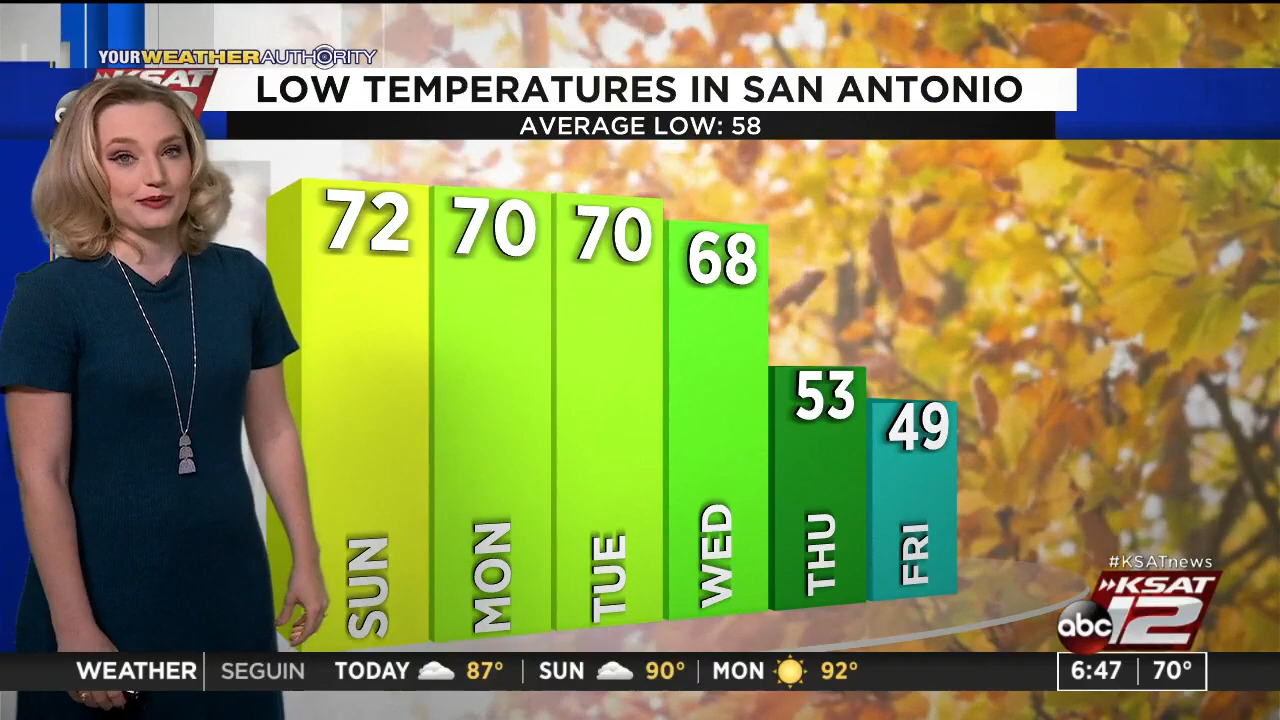 YOURWEATHERAUTHORITY
KSAT
LOW TEMPERATURES IN SAN ANTONIO
AVERAGE LOW: 58
72
70
70
68
53
49
SUN
MON
TUE
WED
THU
FRI
#KSATnews
KSAT
abc 12
WEATHER SEGUIN TODAY 87° SUN 90° MON 92° 6:47 70°